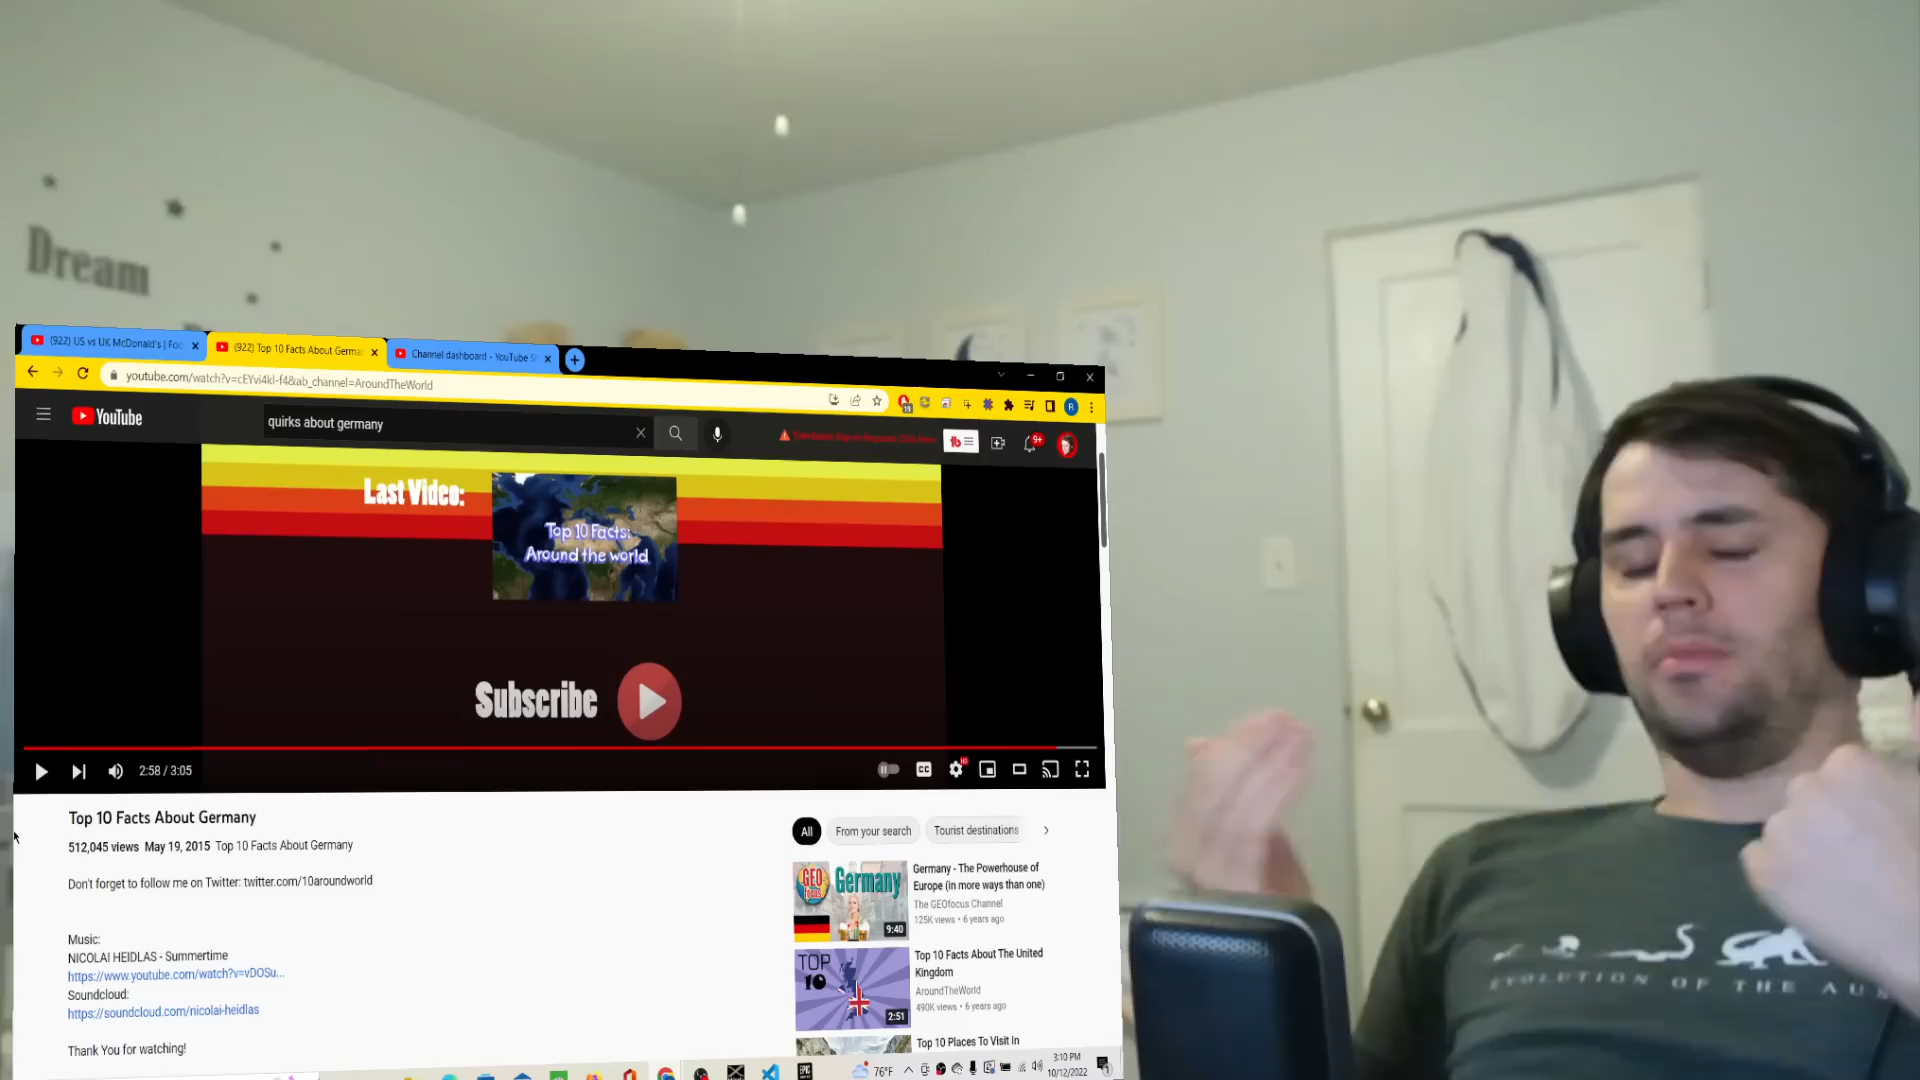 Dream
(922) US vs UK McDonald's | Foo
(922) Top 10 Facts About Germa
Channel dashboard - YouTube S
youtube.com/watch?v=cEYvi4kl-f4&ab_channel=AroundTheWorld
YouTube
quirks about germany
9+
Last Video:
Top 10 Facts:
Around the world
Subscribe
2:58 / 3:05
CC
HD
Top 10 Facts About Germany
512,045 views May 19, 2015 Top 10 Facts About Germany
Don't forget to follow me on Twitter: twitter.com/10aroundworld
Music:
NICOLAI HEIDLAS - Summertime
https://www.youtube.com/watch?v=vDOSu...
Soundcloud:
https://soundcloud.com/nicolai-heidlas
Thank You for watching!
All
From your search
Tourist destinations
GEO
Germany
9:40
Germany - The Powerhouse of
Europe (in more ways than one)
The GEOfocus Channel
125K views • 6 years ago
TOP
10
2:51
Top 10 Facts About The United
Kingdom
AroundTheWorld
490K views • 6 years ago
Top 10 Places To Visit In
76°F
3:10 PM
10/12/2022
EVOLUTION OF THE AUS